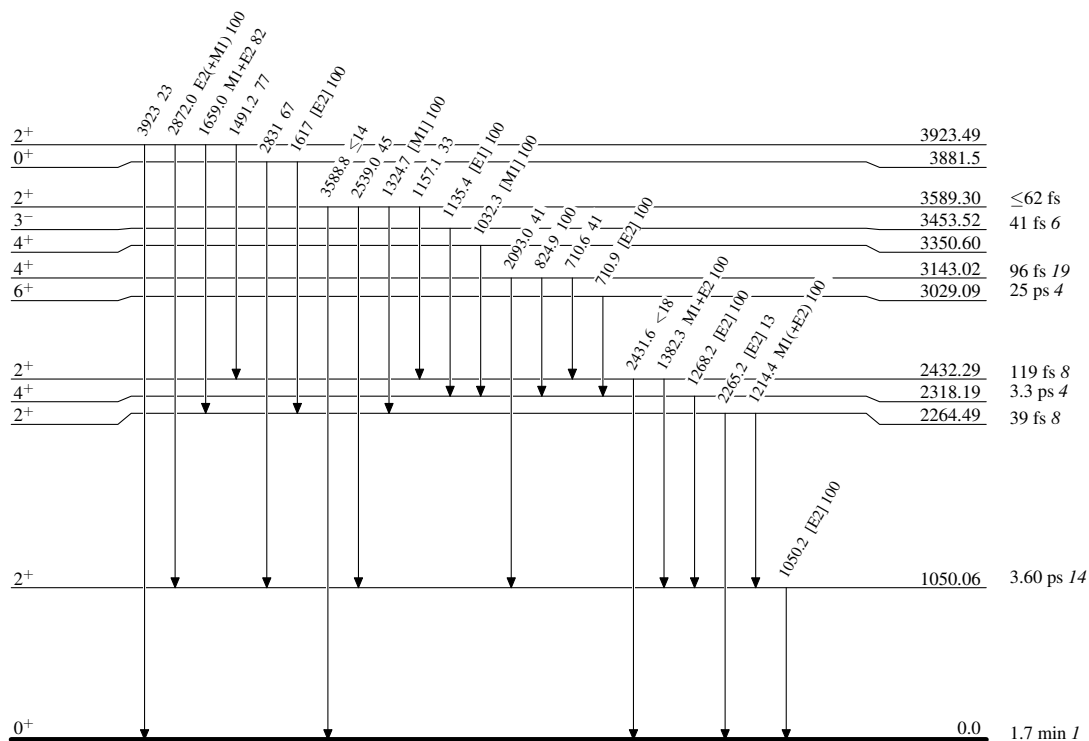 3923 23
2872.0 E2(+M1) 100
1659.0 M1+E2 82
1491.2 77
2831 67
1617 [E2] 100
3588.8 ≤14
2539.0 45
1324.7 [M1] 100
1157.1 33
1135.4 [E1] 100
1032.3 [M1] 100
2093.0 41
824.9 100
710.6 41
710.9 [E2] 100
2431.6 <18
1382.3 M1+E2 100
1268.2 [E2] 100
2265.2 [E2] 13
1214.4 M1(+E2) 100
1050.2 [E2] 100
2+ 3923.49
0+ 3881.5
2+ 3589.30 ≤62 fs
3− 3453.52 41 fs 6
4+ 3350.60
4+ 3143.02 96 fs 19
6+ 3029.09 25 ps 4
2+ 2432.29 119 fs 8
4+ 2318.19 3.3 ps 4
2+ 2264.49 39 fs 8
2+ 1050.06 3.60 ps 14
0+ 0.0 1.7 min 1